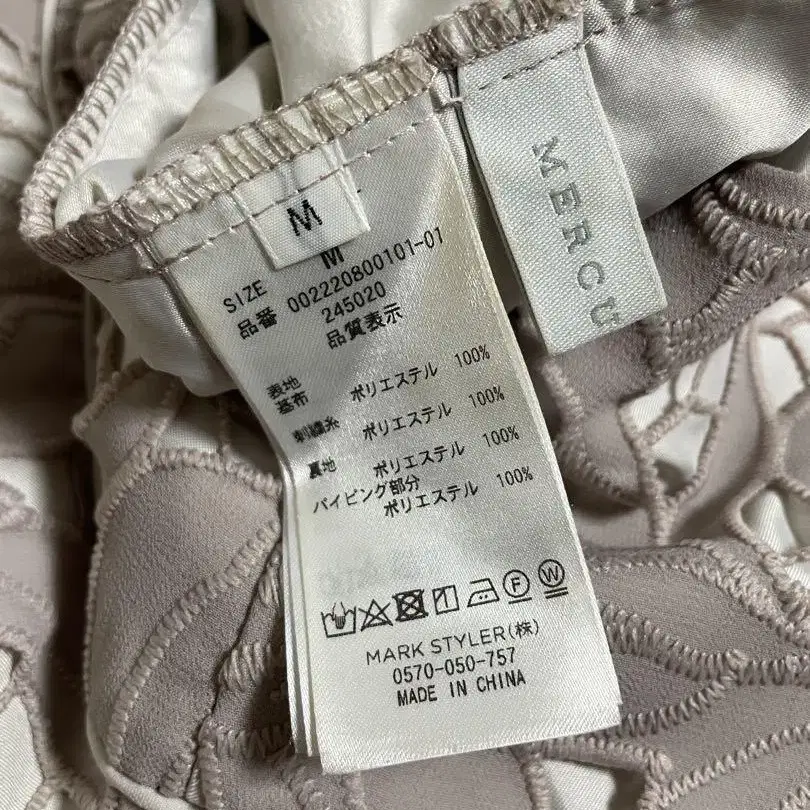 M
MERCU
SIZE M
品番 002220800101-01
245020
品質表示
表地
基布 ポリエステル 100%
刺繍糸 ポリエステル 100%
裏地 ポリエステル 100%
パイピング部分
ポリエステル 100%
F W
MARK STYLER(株)
0570-050-757
MADE IN CHINA